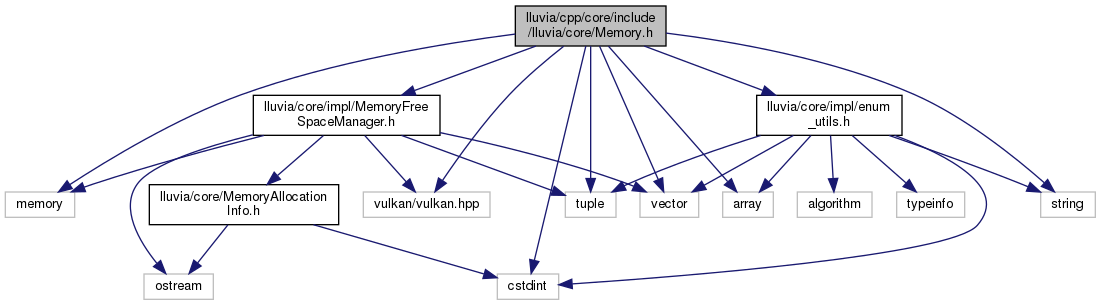 lluvia/cpp/core/include
/lluvia/core/Memory.h
lluvia/core/impl/MemoryFree
SpaceManager.h
lluvia/core/impl/enum
_utils.h
memory
lluvia/core/MemoryAllocation
Info.h
vulkan/vulkan.hpp
tuple
vector
array
algorithm
typeinfo
string
ostream
cstdint